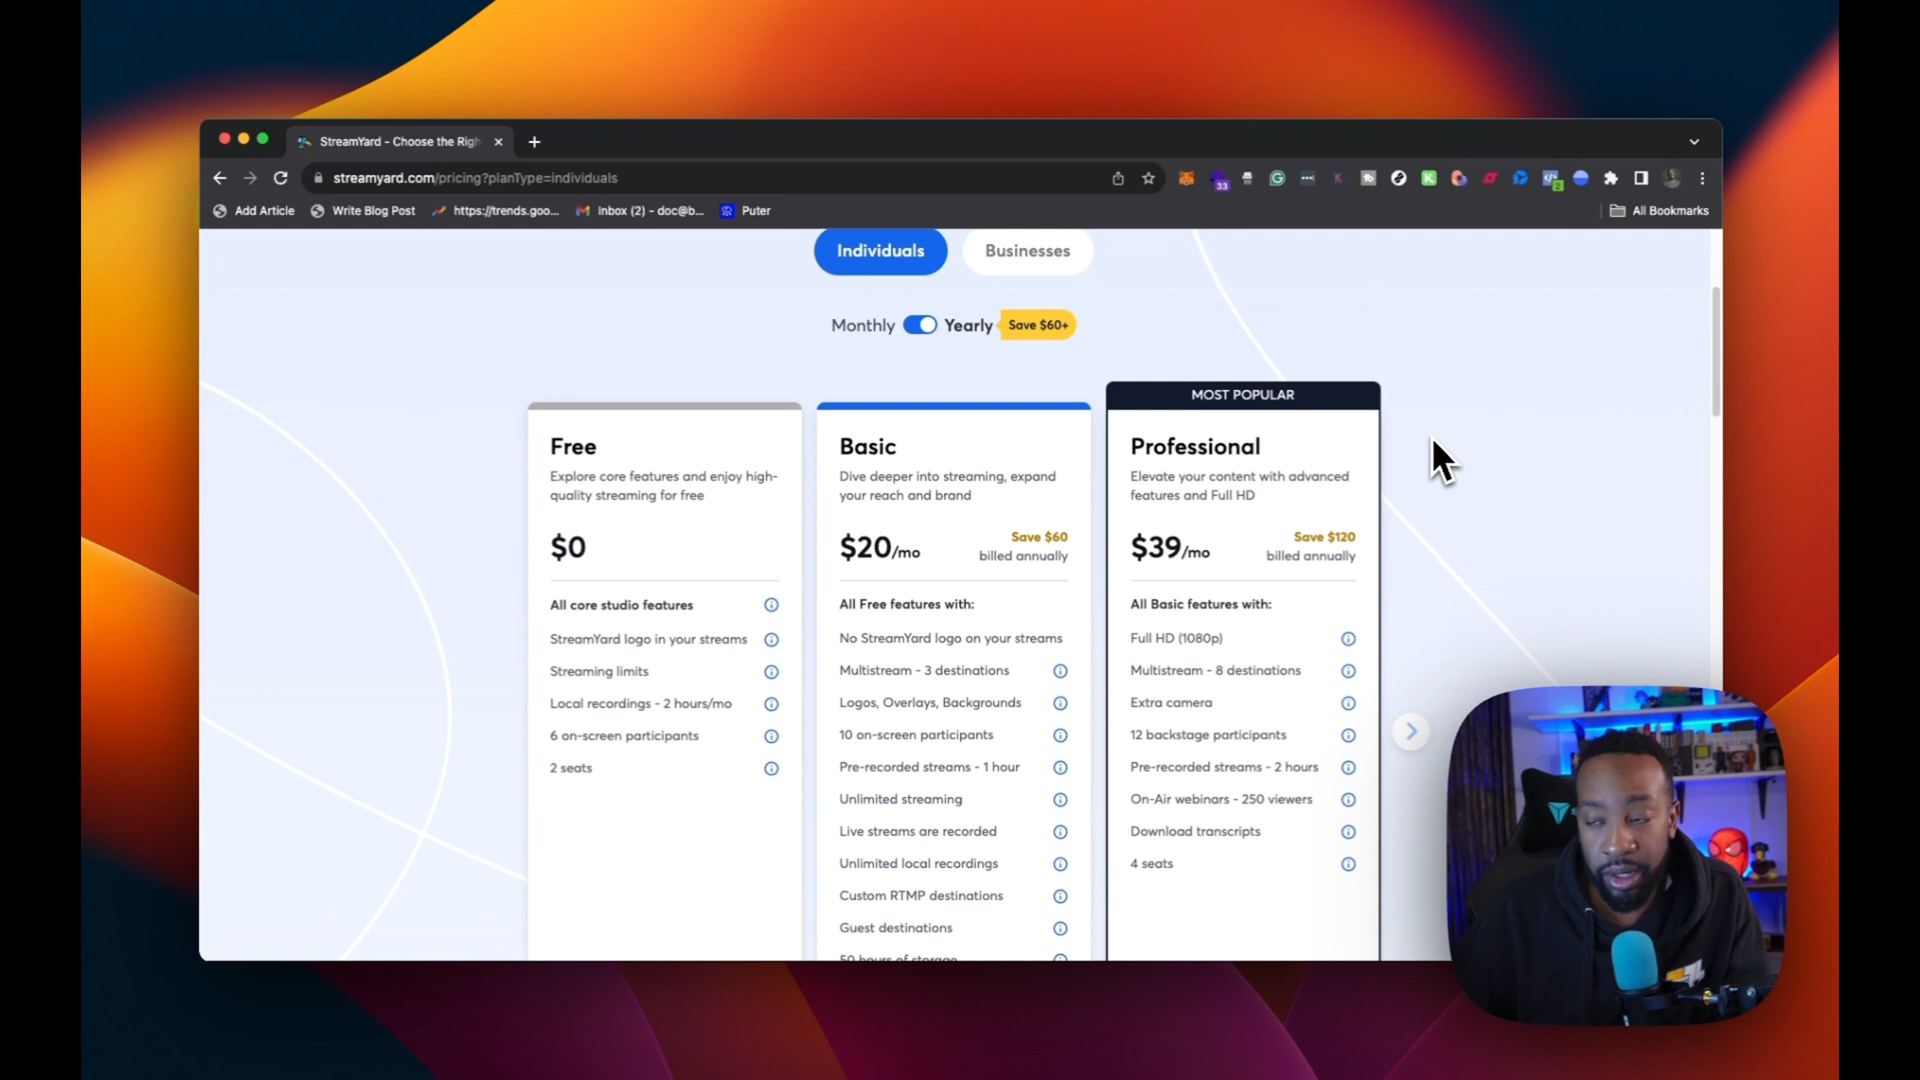 StreamYard - Choose the Righ
streamyard.com/pricing?planType=individuals
33
2
Add Article
Write Blog Post
https://trends.goo...
Inbox (2) - doc@b...
Puter
All Bookmarks
Individuals
Businesses
Monthly
Yearly
Save $60+
Free
Explore core features and enjoy high-
quality streaming for free
$0
All core studio features
StreamYard logo in your streams
Streaming limits
Local recordings - 2 hours/mo
6 on-screen participants
2 seats
Basic
Dive deeper into streaming, expand
your reach and brand
$20/mo
Save $60
billed annually
All Free features with:
No StreamYard logo on your streams
Multistream - 3 destinations
Logos, Overlays, Backgrounds
10 on-screen participants
Pre-recorded streams - 1 hour
Unlimited streaming
Live streams are recorded
Unlimited local recordings
Custom RTMP destinations
Guest destinations
50 hours of storage
MOST POPULAR
Professional
Elevate your content with advanced
features and Full HD
$39/mo
Save $120
billed annually
All Basic features with:
Full HD (1080p)
Multistream - 8 destinations
Extra camera
12 backstage participants
Pre-recorded streams - 2 hours
On-Air webinars - 250 viewers
Download transcripts
4 seats